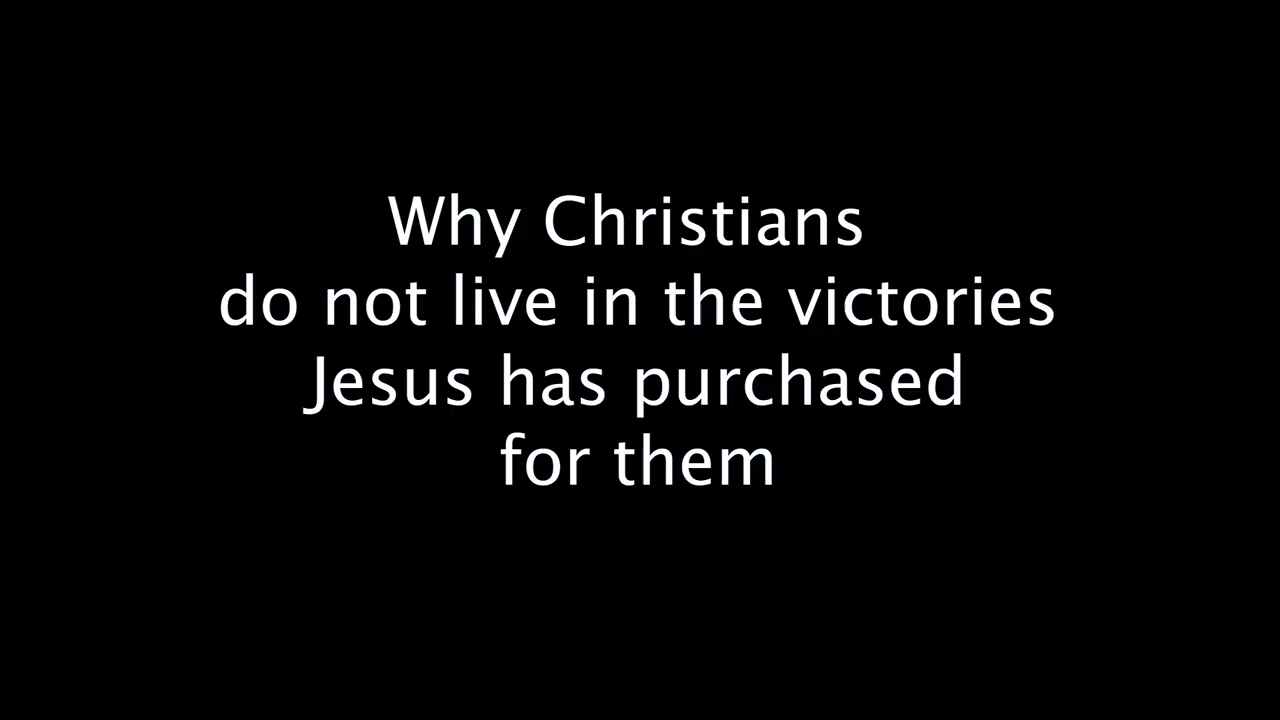 Why Christians
do not live in the victories
Jesus has purchased
for them